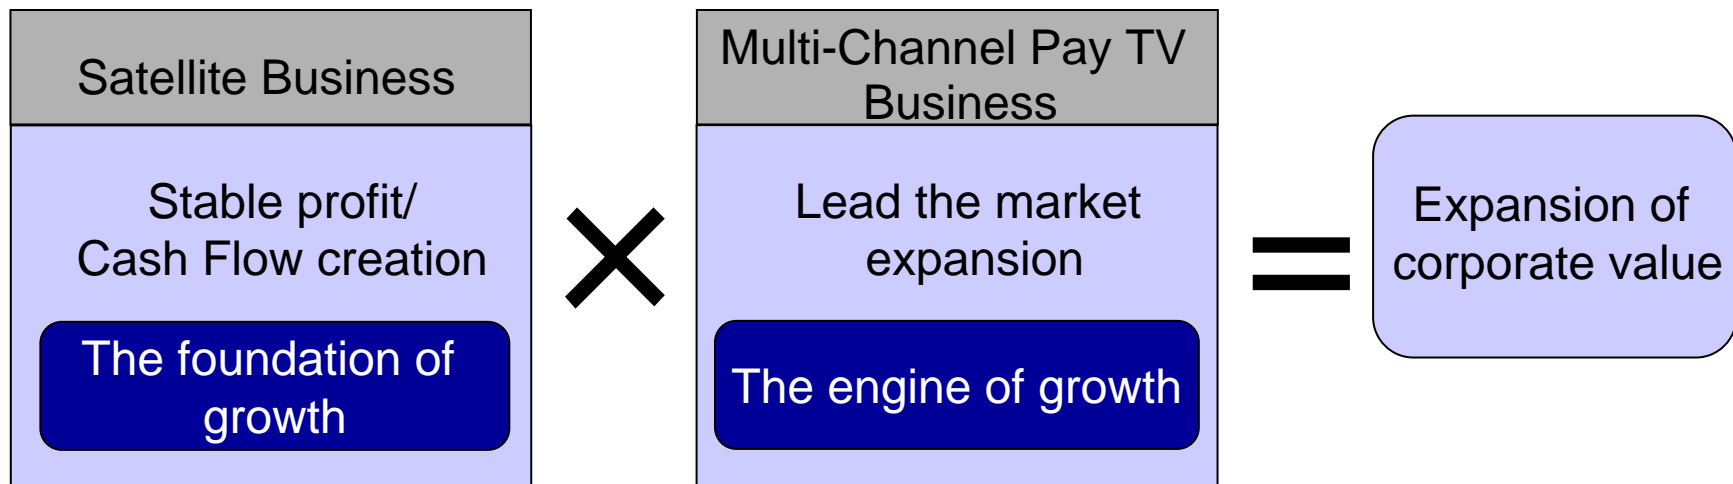 Satellite Business
Stable profit/
Cash Flow creation
The foundation of
growth
×
Multi-Channel Pay TV
Business
Lead the market
expansion
The engine of growth
=
Expansion of
corporate value